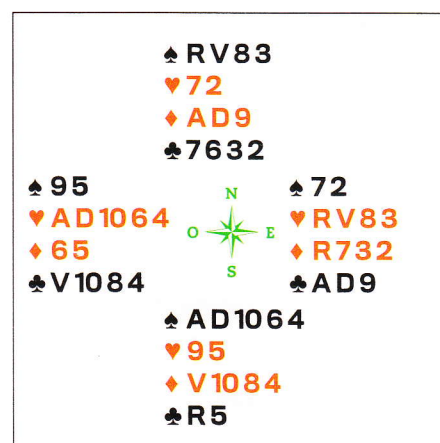 ♠ RV83
♥ 72
♦ AD9
♣ 7632
♠ 95
♥ AD1064
♦ 65
♣ V1084
N
O E
S
♠ 72
♥ RV83
♦ R732
♣ AD9
♠ AD1064
♥ 95
♦ V1084
♣ R5